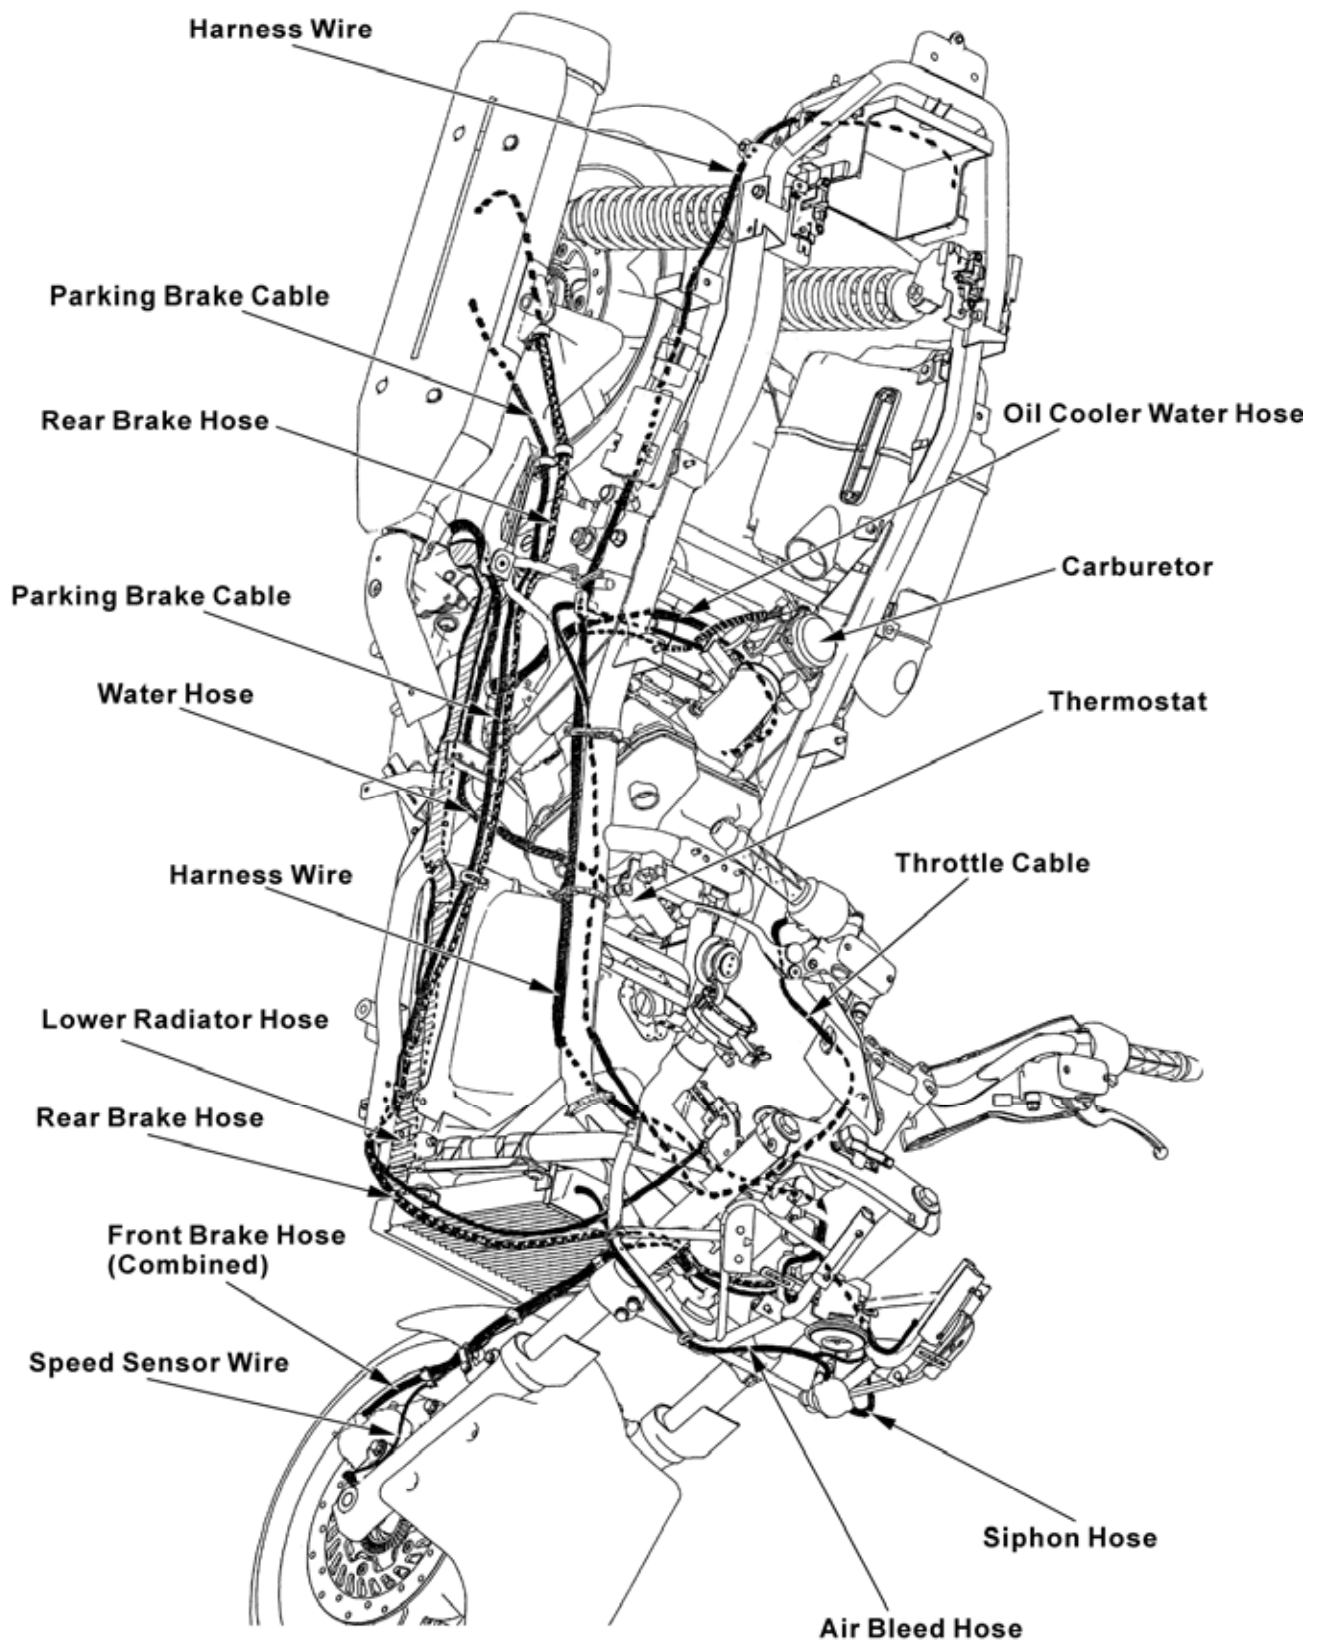 Harness Wire
Parking Brake Cable
Rear Brake Hose
Oil Cooler Water Hose
Carburetor
Parking Brake Cable
Water Hose
Thermostat
Throttle Cable
Harness Wire
Lower Radiator Hose
Rear Brake Hose
Front Brake Hose
(Combined)
Speed Sensor Wire
Siphon Hose
Air Bleed Hose